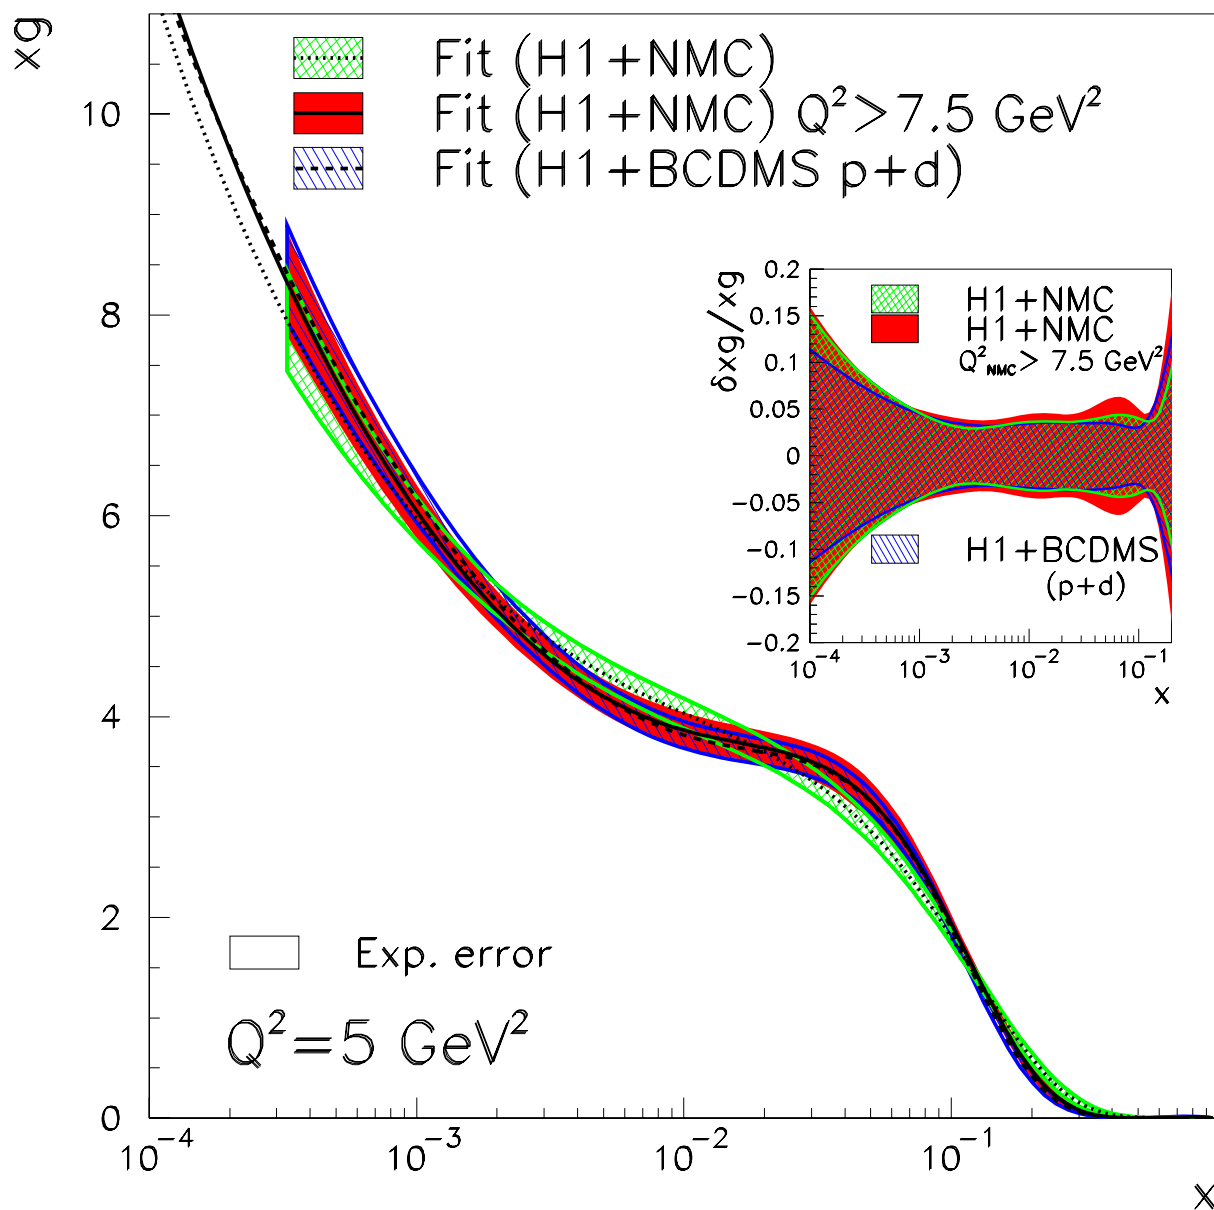 xg
Fit (H1+NMC)
Fit (H1+NMC) Q²>7.5 GeV²
Fit (H1+BCDMS p+d)
10
8
6
4
2
0
10⁻⁴ 10⁻³ 10⁻² 10⁻¹
x
Exp. error
Q²=5 GeV²
δxg/xg
0.2
0.15
0.1
0.05
0
−0.05
−0.1
−0.15
−0.2
H1+NMC
H1+NMC
Q²NMC> 7.5 GeV²
H1+BCDMS
(p+d)
10⁻⁴ 10⁻³ 10⁻² 10⁻¹
x